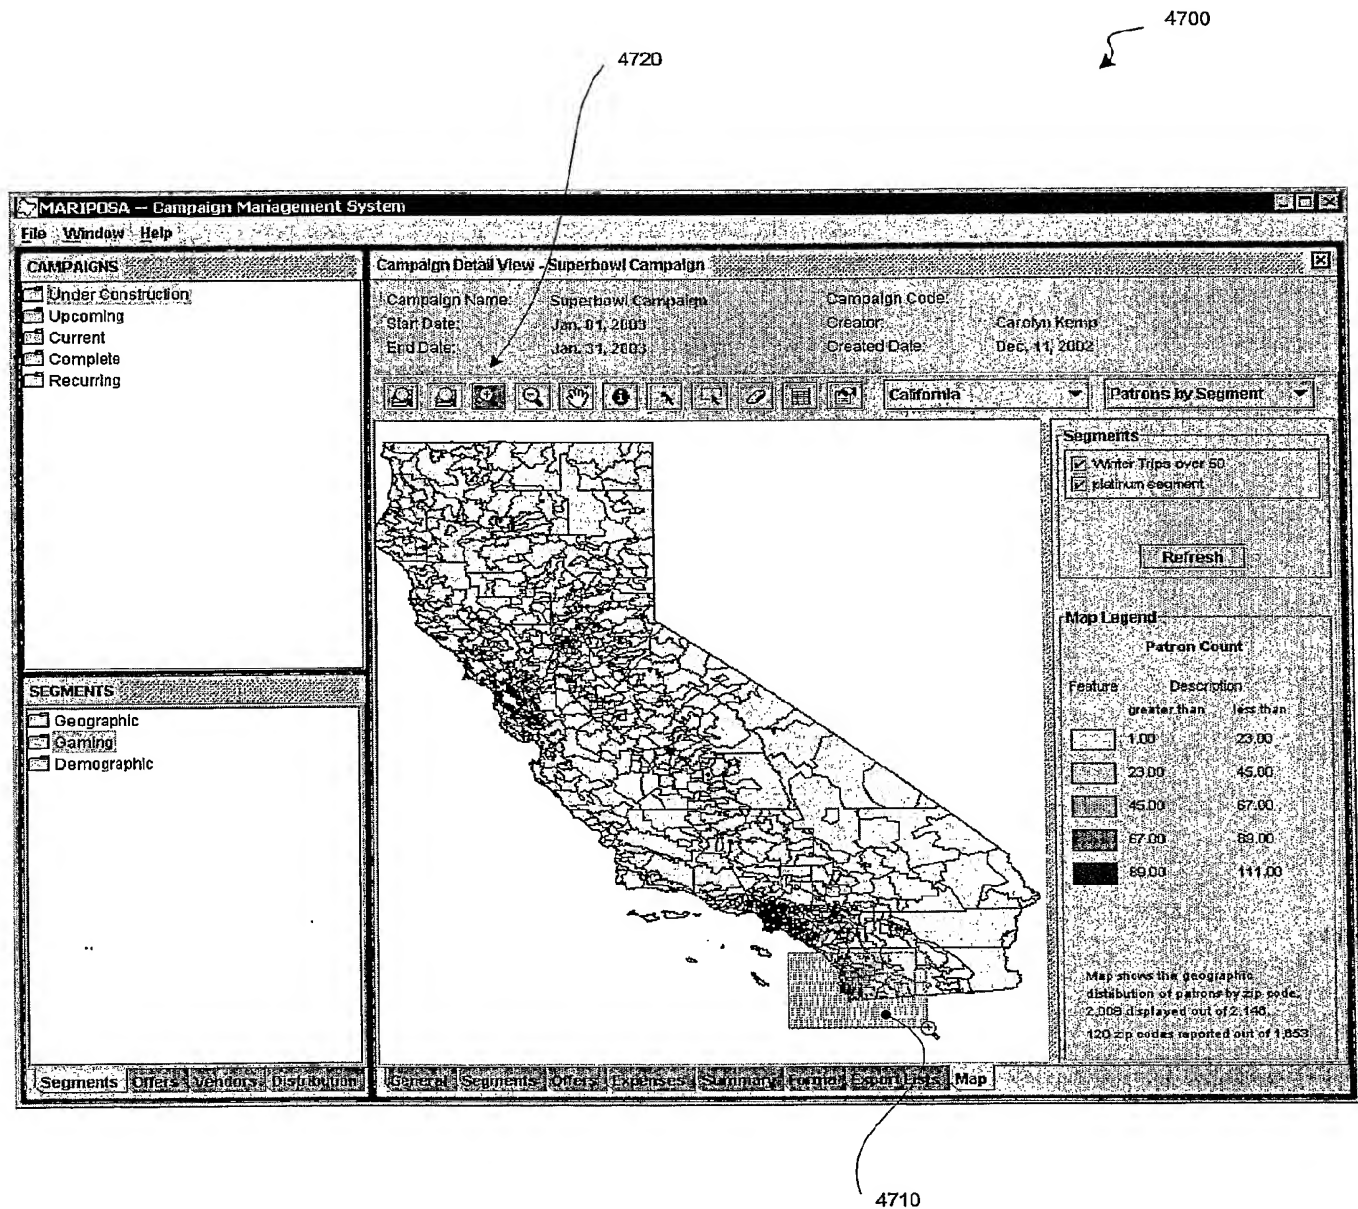 4700
4720
MARIPOSA – Campaign Management System
File Window Help
CAMPAIGNS
Under Construction
Upcoming
Current
Complete
Recurring
Campaign Detail View - Superbowl Campaign
Campaign Name: Superbowl Campaign Campaign Code:
Start Date: Jan. 01, 2003 Creator: Carolyn Kemp
End Date: Jan. 31, 2003 Created Date: Dec. 11, 2002
California Patrons by Segment
Segments
Winter Trips over 50
platinum segment
Refresh
Map Legend
Patron Count
Feature Description
greater than less than
1.00 23.00
23.00 45.00
45.00 67.00
67.00 89.00
89.00 111.00
Map shows the geographic
distribution of patrons by zip code.
2,009 displayed out of 2,146.
120 zip codes reported out of 1,653
SEGMENTS
Geographic
Gaming
Demographic
Segments Offers Vendors Distribution
General Segments Offers Expenses Summary Format Export Lists Map
4710